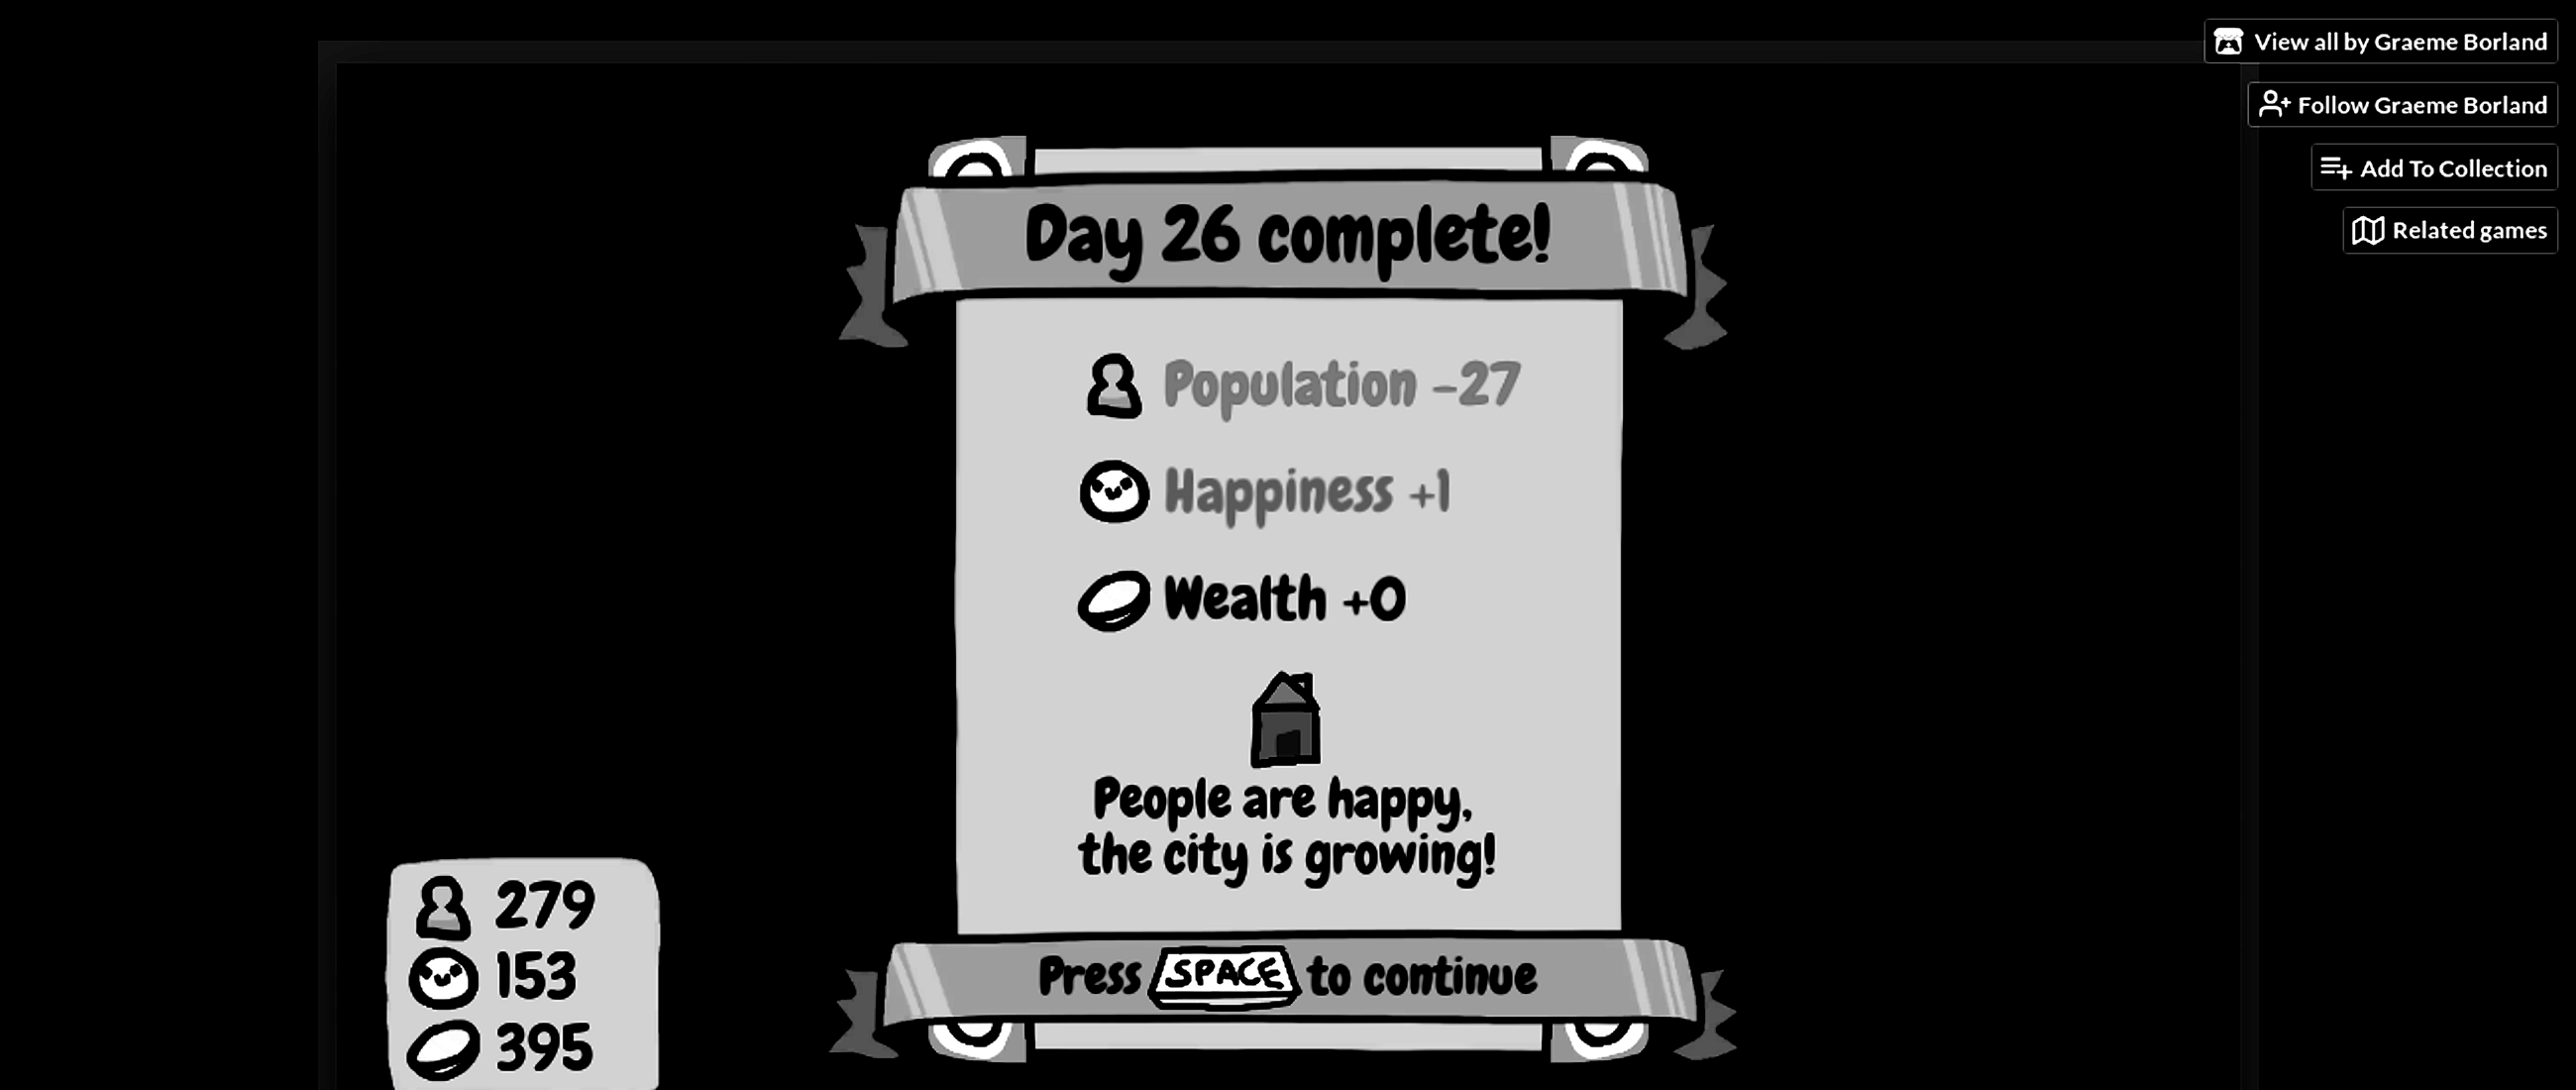 View all by Graeme Borland
Follow Graeme Borland
Add To Collection
Related games
Day 26 complete!
Population -27
Happiness +1
Wealth +0
People are happy,
the city is growing!
Press SPACE to continue
279
153
395